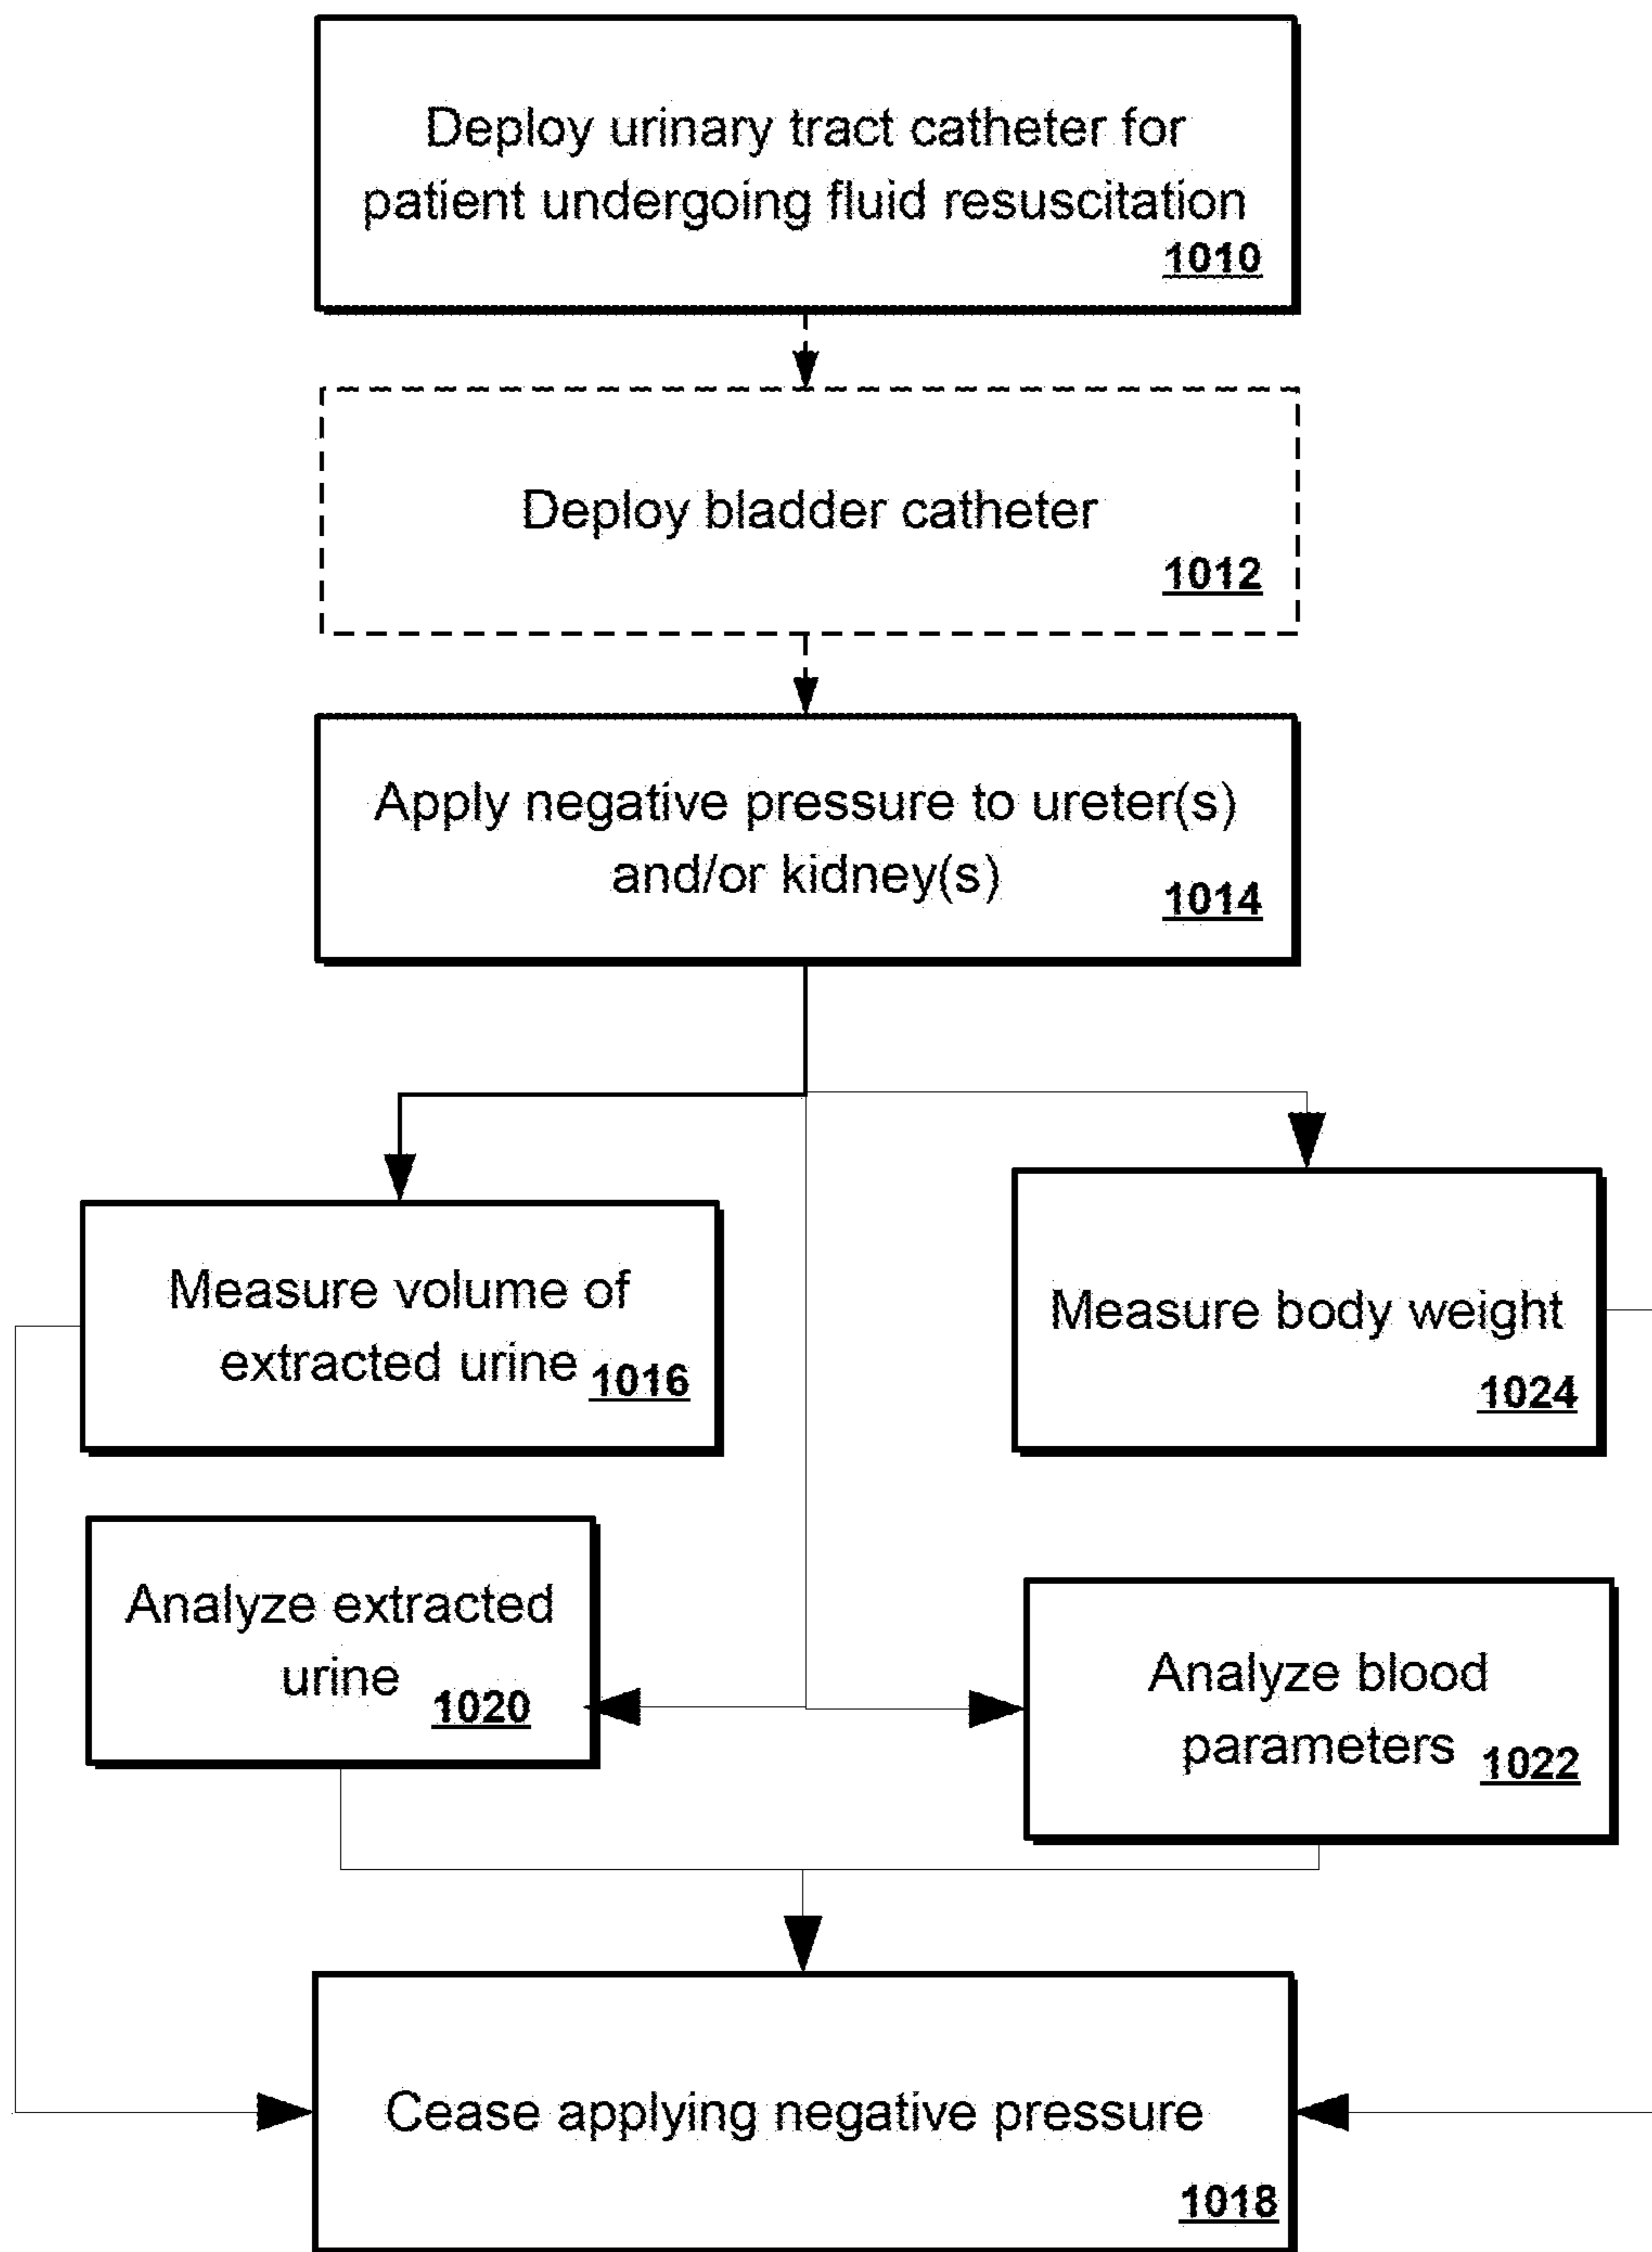 Deploy urinary tract catheter for
patient undergoing fluid resuscitation
1010
Deploy bladder catheter
1012
Apply negative pressure to ureter(s)
and/or kidney(s)
1014
Measure volume of
extracted urine 1016
Measure body weight
1024
Analyze extracted
urine 1020
Analyze blood
parameters 1022
Cease applying negative pressure
1018